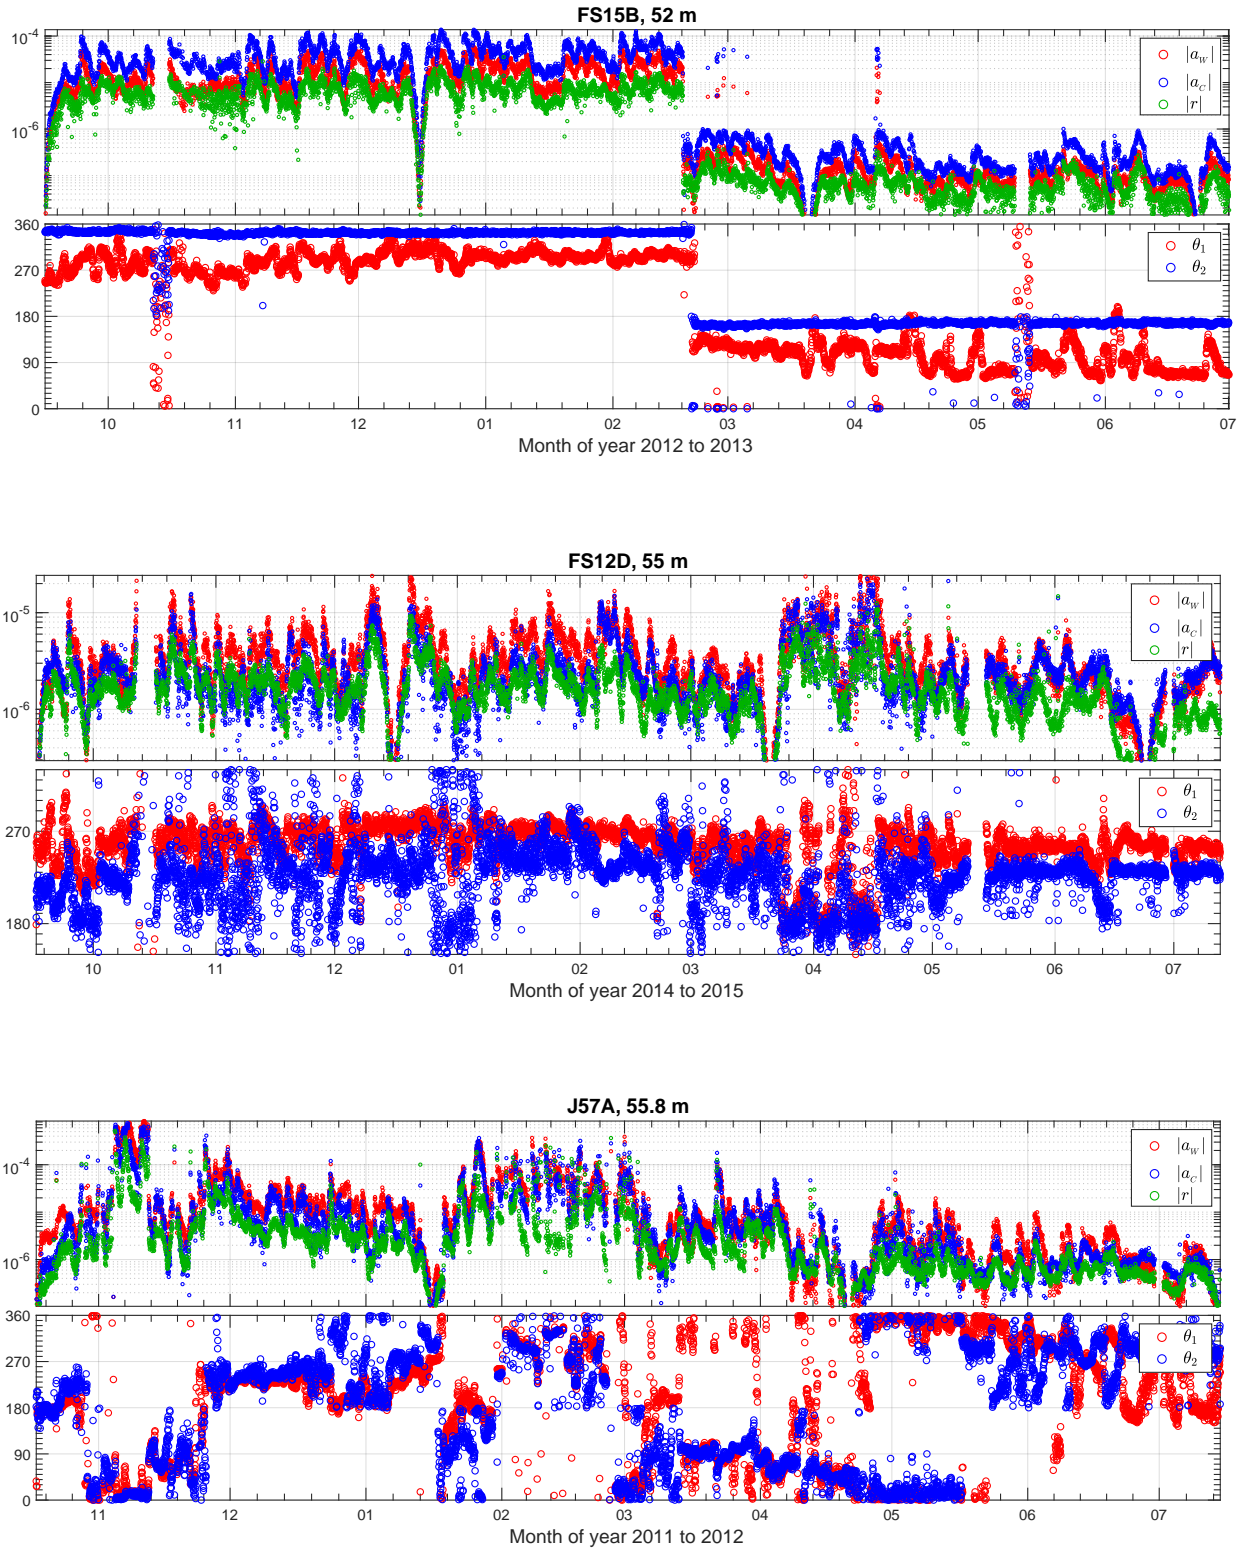 FS15B, 52 m
10⁻⁴
10⁻⁶
|a_W|
|a_C|
|r|
360
270
180
90
0
θ₁
θ₂
10 11 12 01 02 03 04 05 06 07
Month of year 2012 to 2013
FS12D, 55 m
10⁻⁵
10⁻⁶
|a_W|
|a_C|
|r|
270
180
θ₁
θ₂
10 11 12 01 02 03 04 05 06 07
Month of year 2014 to 2015
J57A, 55.8 m
10⁻⁴
10⁻⁶
|a_W|
|a_C|
|r|
360
270
180
90
0
θ₁
θ₂
11 12 01 02 03 04 05 06 07
Month of year 2011 to 2012